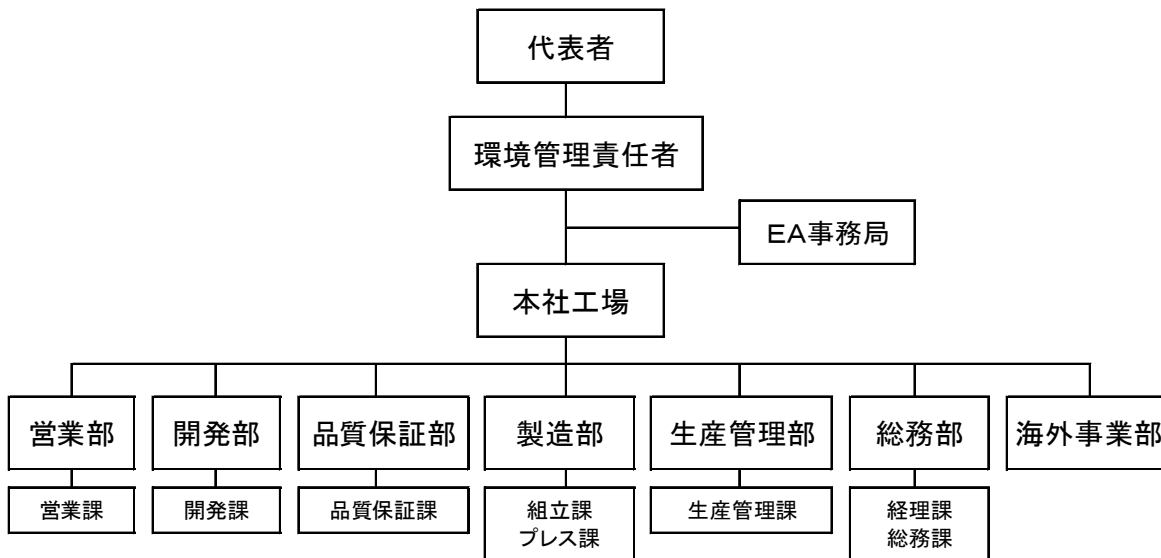 代表者
環境管理責任者
EA事務局
本社工場
営業部
開発部
品質保証部
製造部
生産管理部
総務部
海外事業部
営業課
開発課
品質保証課
組立課
プレス課
生産管理課
経理課
総務課